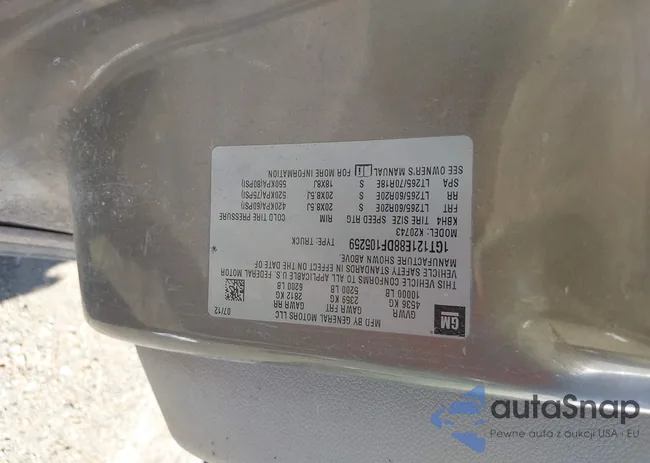 GM
MFD BY GENERAL MOTORS LLC
07/12
GVWR GAWR FRT GAWR RR
4536 KG 2359 KG 2812 KG
10000 LB 5200 LB 6200 LB
THIS VEHICLE CONFORMS TO ALL APPLICABLE U.S. FEDERAL MOTOR
VEHICLE SAFETY STANDARDS IN EFFECT ON THE DATE OF
MANUFACTURE SHOWN ABOVE.
1GT121E88DF105259 TYPE: TRUCK
MODEL: K20743
KBH4 TIRE SIZE SPEED RTG RIM COLD TIRE PRESSURE
FRT LT265/60R20E S 20X8.5J 420KPA(60PSI)
RR LT265/60R20E S 20X8.5J 520KPA(75PSI)
SPA LT265/70R18E S 18X8J 550KPA(80PSI)
SEE OWNER'S MANUAL FOR MORE INFORMATION
autaSnap
Pewne auta z aukcji USA i EU